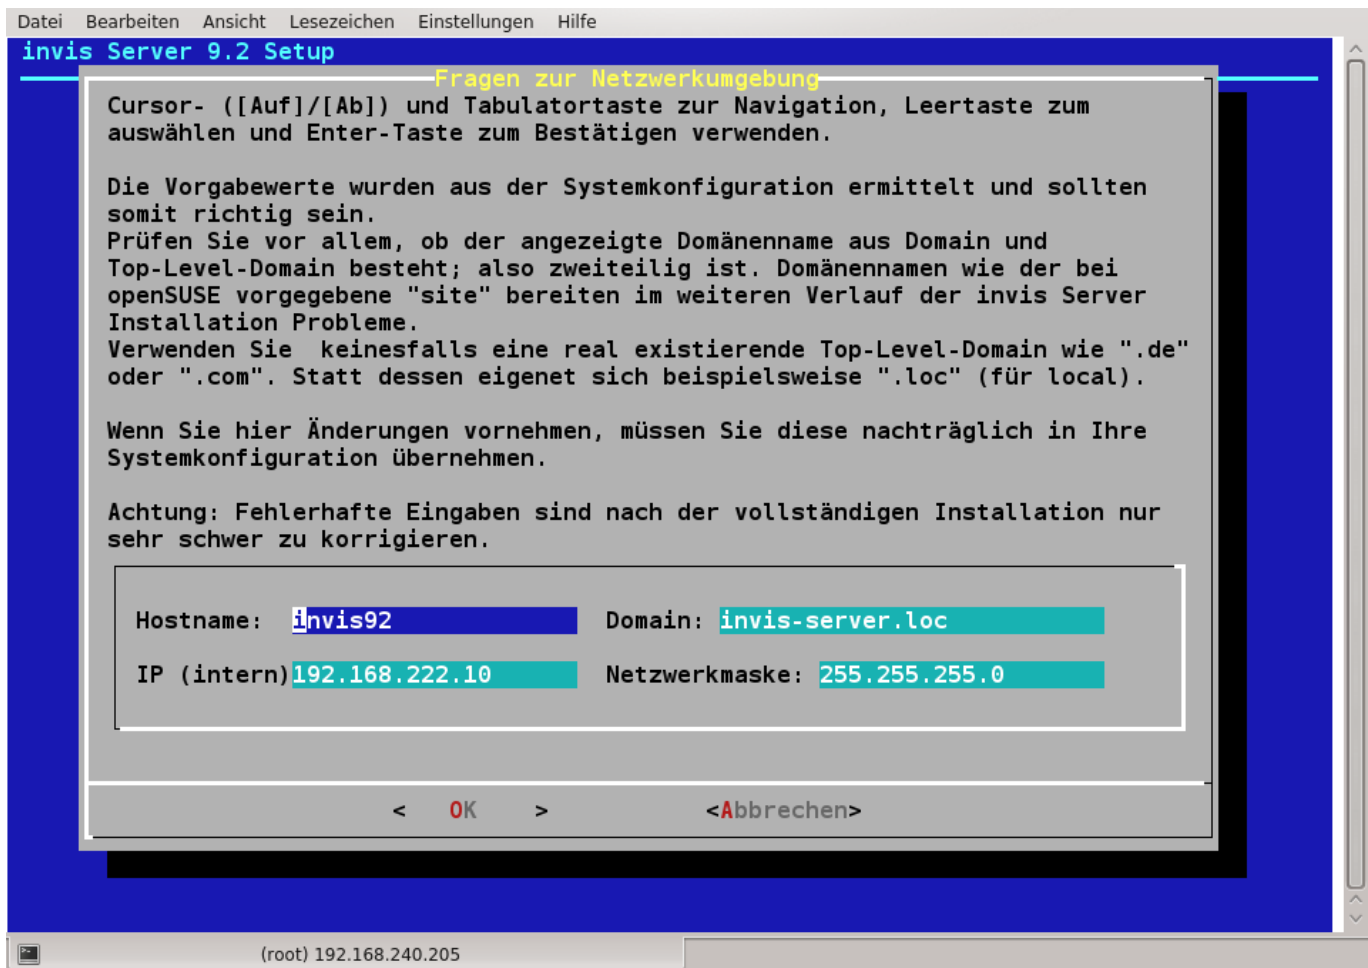 Datei Bearbeiten Ansicht Lesezeichen Einstellungen Hilfe
invis Server 9.2 Setup
Fragen zur Netzwerkumgebung
Cursor- ([Auf]/[Ab]) und Tabulatortaste zur Navigation, Leertaste zum
auswählen und Enter-Taste zum Bestätigen verwenden.
Die Vorgabewerte wurden aus der Systemkonfiguration ermittelt und sollten
somit richtig sein.
Prüfen Sie vor allem, ob der angezeigte Domänenname aus Domain und
Top-Level-Domain besteht; also zweiteilig ist. Domänennamen wie der bei
openSUSE vorgegebene "site" bereiten im weiteren Verlauf der invis Server
Installation Probleme.
Verwenden Sie  keinesfalls eine real existierende Top-Level-Domain wie ".de"
oder ".com". Statt dessen eigenet sich beispielsweise ".loc" (für local).
Wenn Sie hier Änderungen vornehmen, müssen Sie diese nachträglich in Ihre
Systemkonfiguration übernehmen.
Achtung: Fehlerhafte Eingaben sind nach der vollständigen Installation nur
sehr schwer zu korrigieren.
Hostname: invis92 Domain: invis-server.loc
IP (intern) 192.168.222.10 Netzwerkmaske: 255.255.255.0
< OK > <Abbrechen>
(root) 192.168.240.205